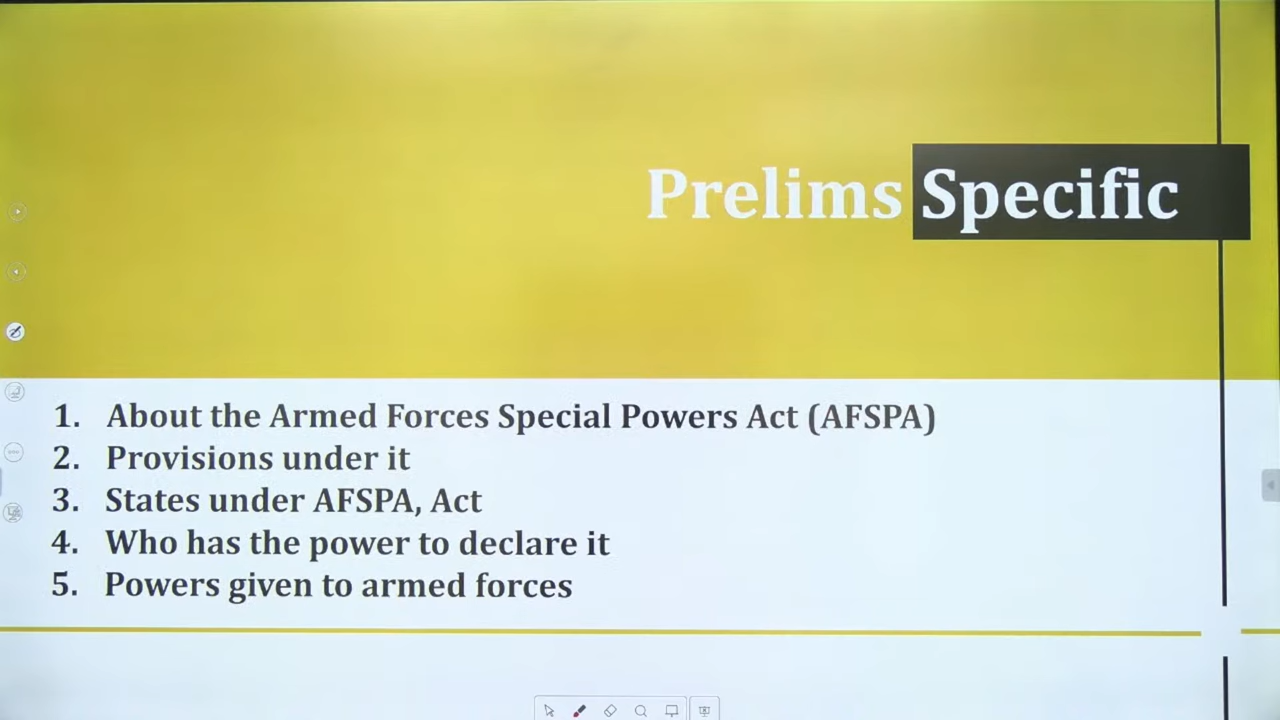 Prelims Specific
1. About the Armed Forces Special Powers Act (AFSPA)
2. Provisions under it
3. States under AFSPA, Act
4. Who has the power to declare it
5. Powers given to armed forces